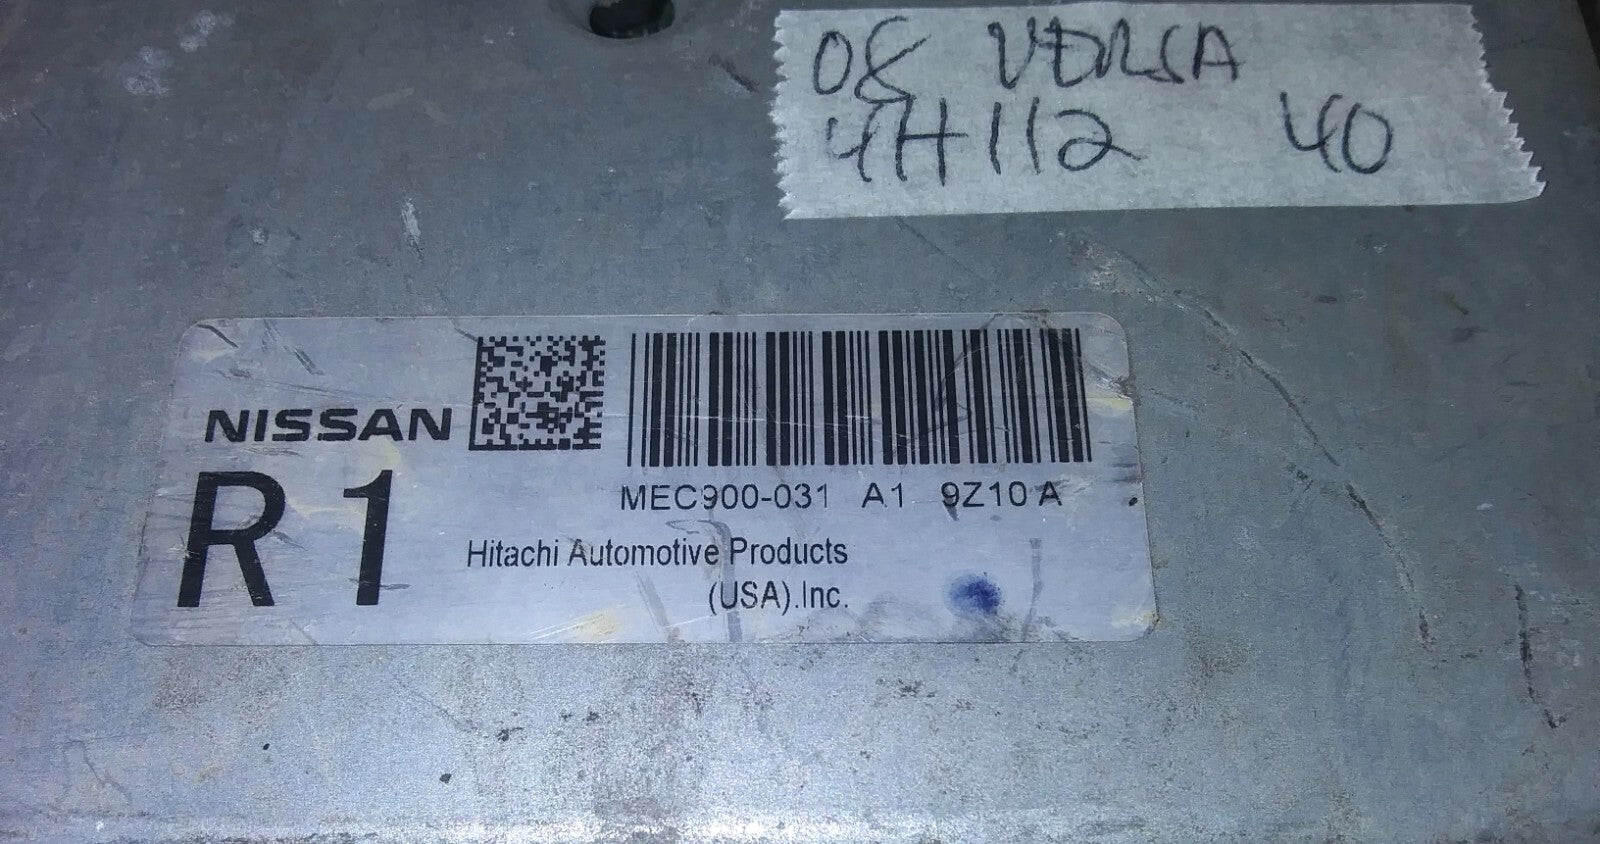 08 VERSA
4H112 40
NISSAN
R1
MEC900-031 A1 9Z10 A
Hitachi Automotive Products
(USA).Inc.